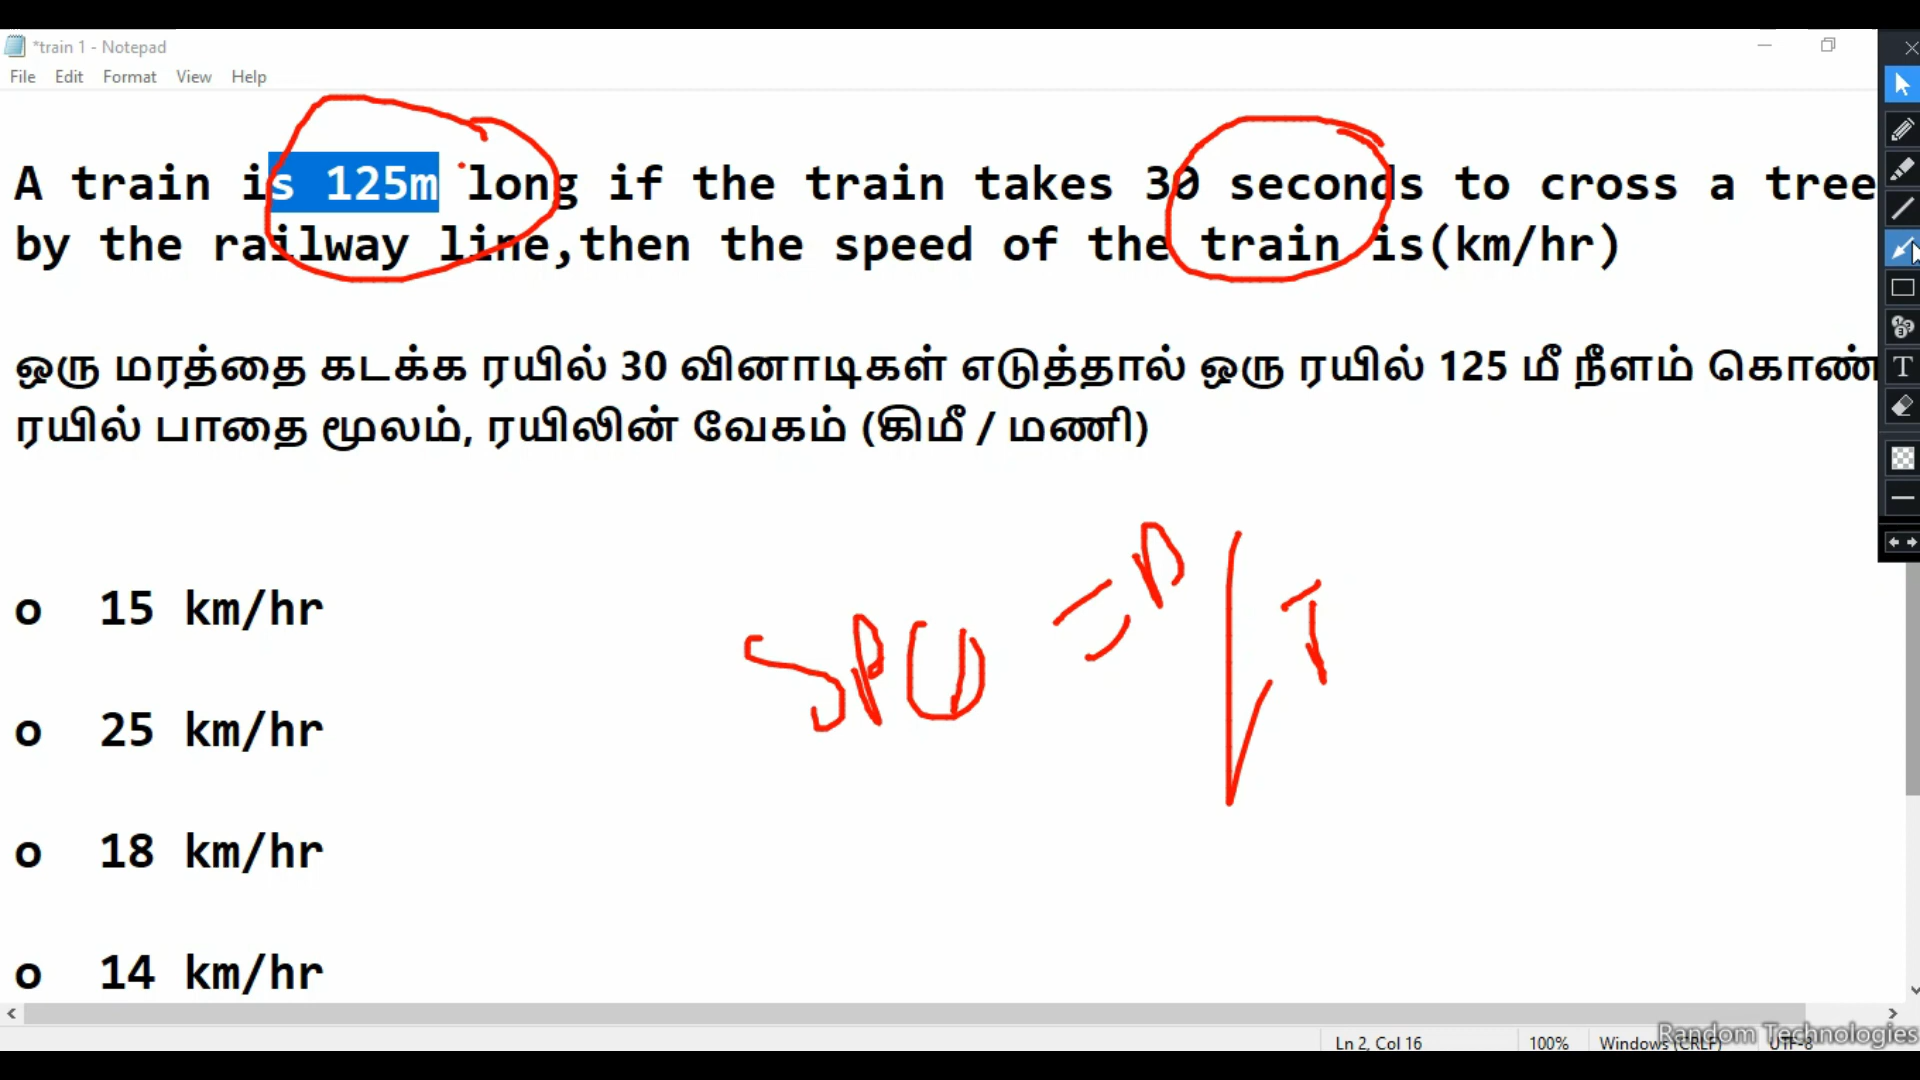 *train 1 - Notepad
File Edit Format View Help
A train is 125m long if the train takes 30 seconds to cross a tree
by the railway line,then the speed of the train is(km/hr)
ஒரு மரத்தை கடக்க ரயில் 30 வினாடிகள் எடுத்தால் ஒரு ரயில் 125 மீ நீளம் கொண்
ரயில் பாதை மூலம், ரயிலின் வேகம் (கிமீ / மணி)
SPD = D / T
o 15 km/hr
o 25 km/hr
o 18 km/hr
o 14 km/hr
Ln 2, Col 16 100% Windows (CRLF) UTF-8
Random Technologies